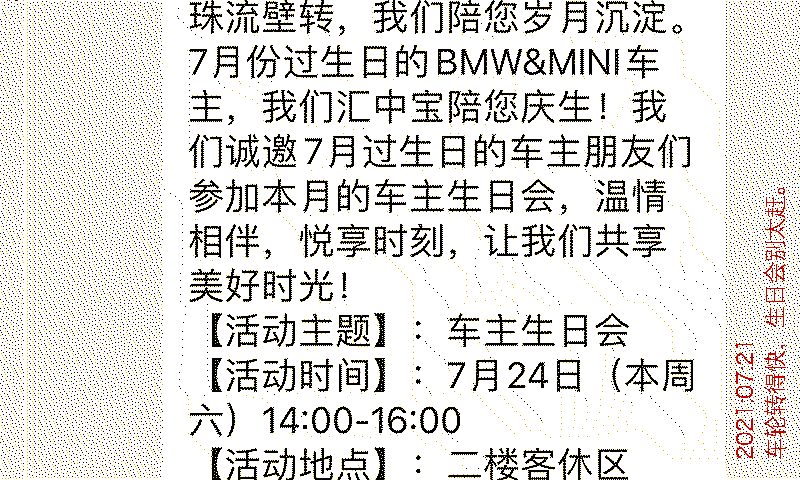 珠流璧转，我们陪您岁月沉淀。
7月份过生日的BMW&MINI车
主，我们汇中宝陪您庆生！我
们诚邀7月过生日的车主朋友们
参加本月的车主生日会，温情
相伴，悦享时刻，让我们共享
美好时光！
【活动主题】：车主生日会
【活动时间】：7月24日（本周
六）14:00-16:00
【活动地点】：二楼客休区
2021:07:21
车轮转得快，生日会别太赶。